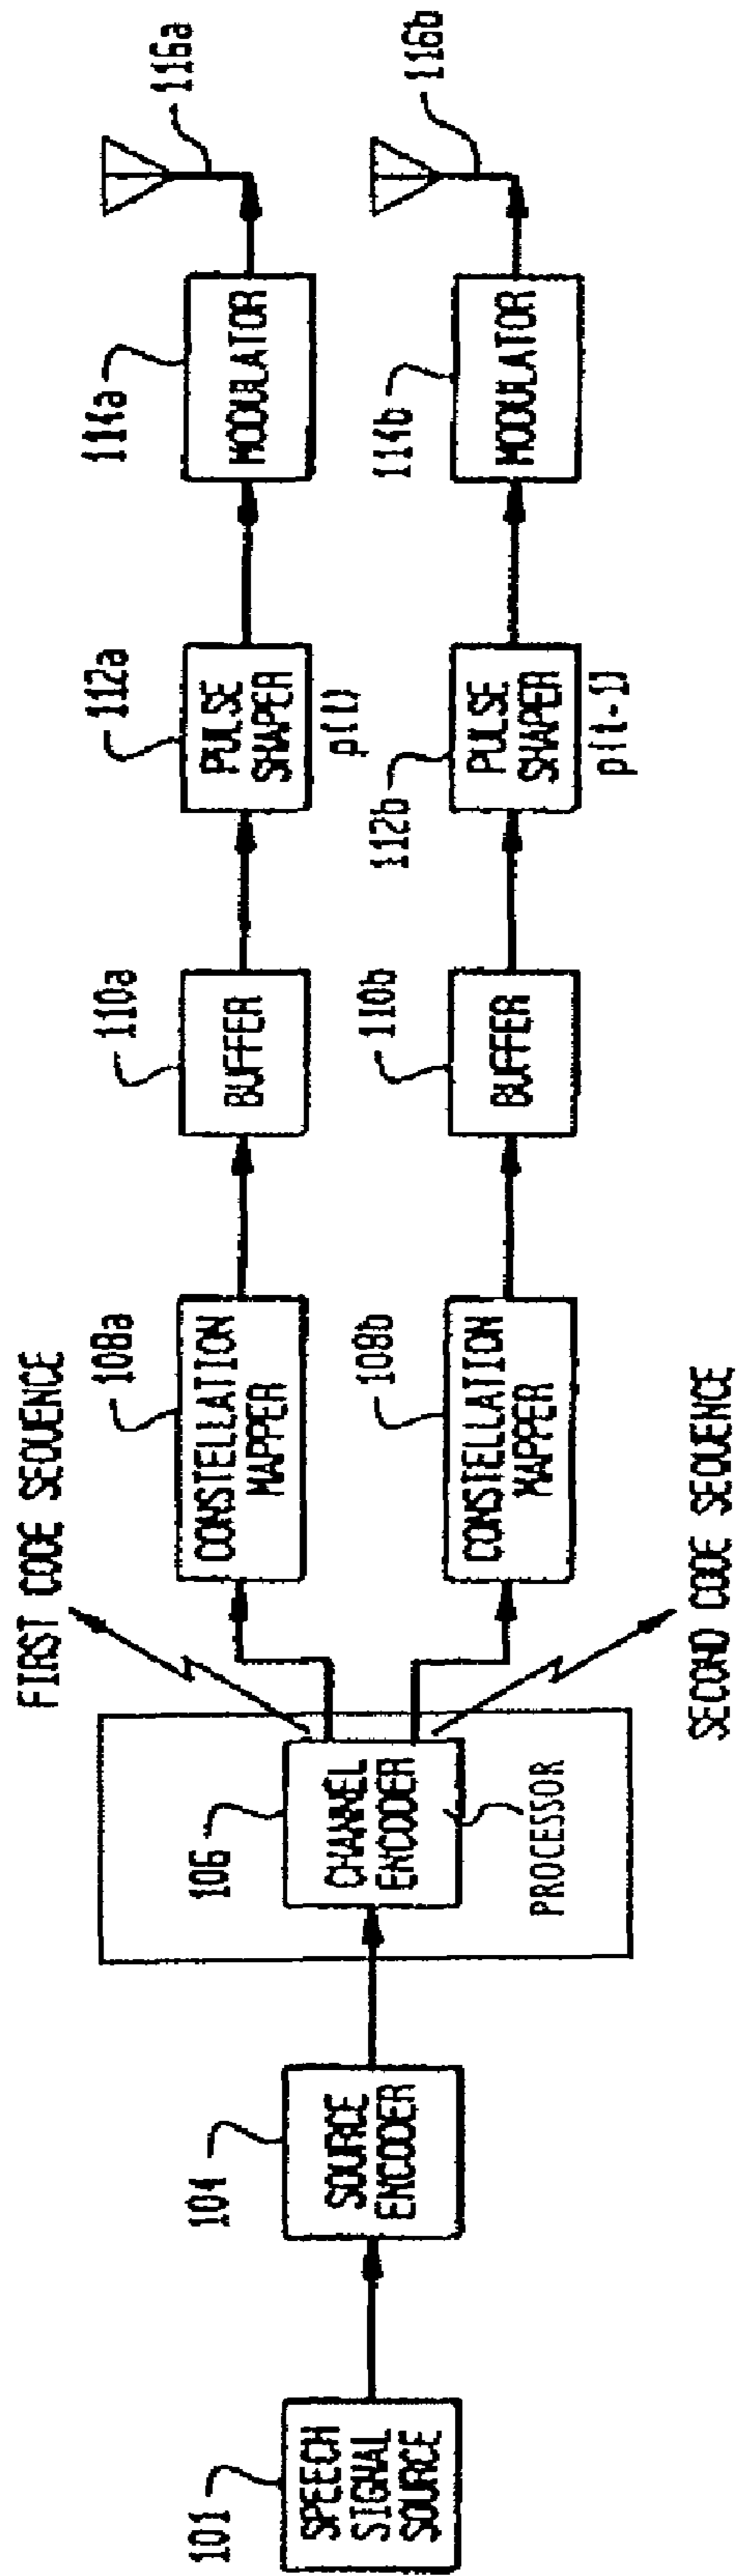 101
SPEECH
SIGNAL
SOURCE
104
SOURCE
ENCODER
106
CHANNEL
ENCODER
PROCESSOR
FIRST CODE SEQUENCE
SECOND CODE SEQUENCE
108a
CONSTELLATION
MAPPER
110a
BUFFER
112a
PULSE
SHAPER
p(t)
114a
MODULATOR
116a
108b
CONSTELLATION
MAPPER
110b
BUFFER
112b
PULSE
SHAPER
114b
MODULATOR
116b